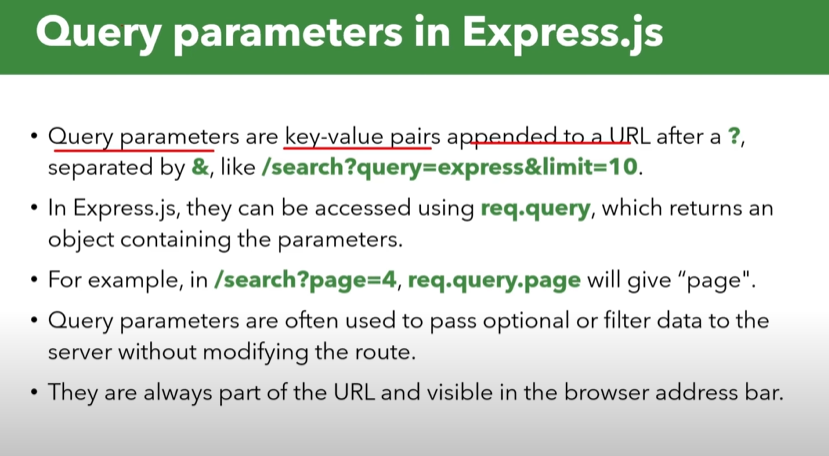 Query parameters in Express.js
• Query parameters are key-value pairs appended to a URL after a ?,
separated by &, like /search?query=express&limit=10.
• In Express.js, they can be accessed using req.query, which returns an
object containing the parameters.
• For example, in /search?page=4, req.query.page will give “page".
• Query parameters are often used to pass optional or filter data to the
server without modifying the route.
• They are always part of the URL and visible in the browser address bar.